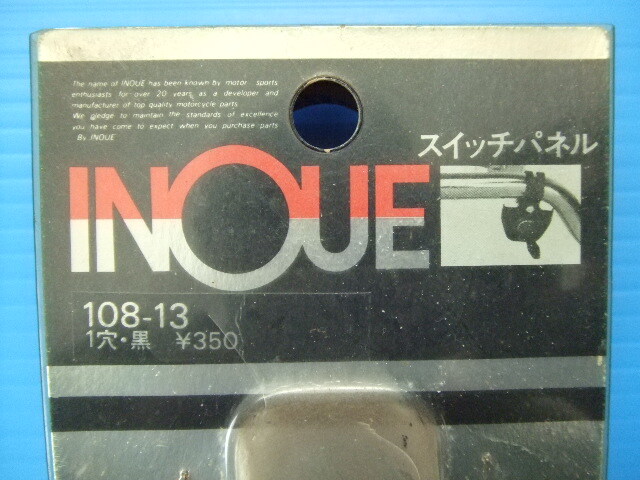 The name of INOUE has been known by motor sports
enthusiasts for over 20 years as a developer and
manufacturer of top quality motorcycle parts.
We pledge to maintain the standards of excellence
you have come to expect when you purchase parts
By INOUE
スイッチパネル
INOUE
108-13
1穴・黒 ¥350